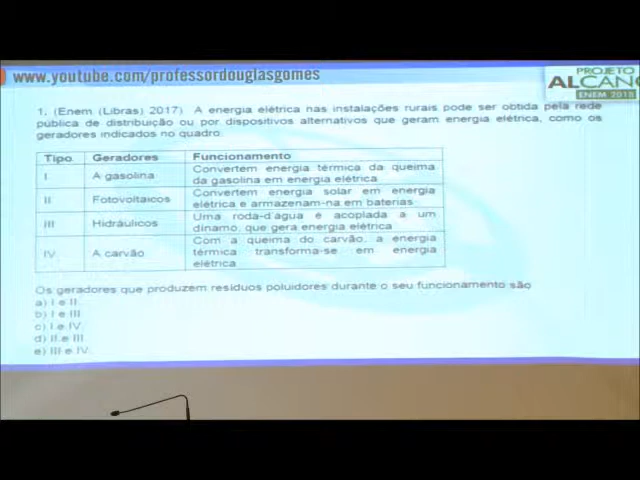 www.youtube.com/professordouglasgomes
PROJETO
ALCANC
ENEM 2018
1. (Enem (Libras) 2017) A energia elétrica nas instalações rurais pode ser obtida pela rede
pública de distribuição ou por dispositivos alternativos que geram energia elétrica, como os
geradores indicados no quadro.
Tipo Geradores Funcionamento
I A gasolina Convertem energia térmica da queima
da gasolina em energia elétrica
II Fotovoltaicos Convertem energia solar em energia
elétrica e armazenam-na em baterias
III Hidráulicos Uma roda-d'água é acoplada a um
dínamo, que gera energia elétrica
IV A carvão Com a queima do carvão, a energia
térmica transforma-se em energia
elétrica
Os geradores que produzem resíduos poluidores durante o seu funcionamento são
a) I e II.
b) I e III.
c) I e IV.
d) II e III.
e) III e IV.